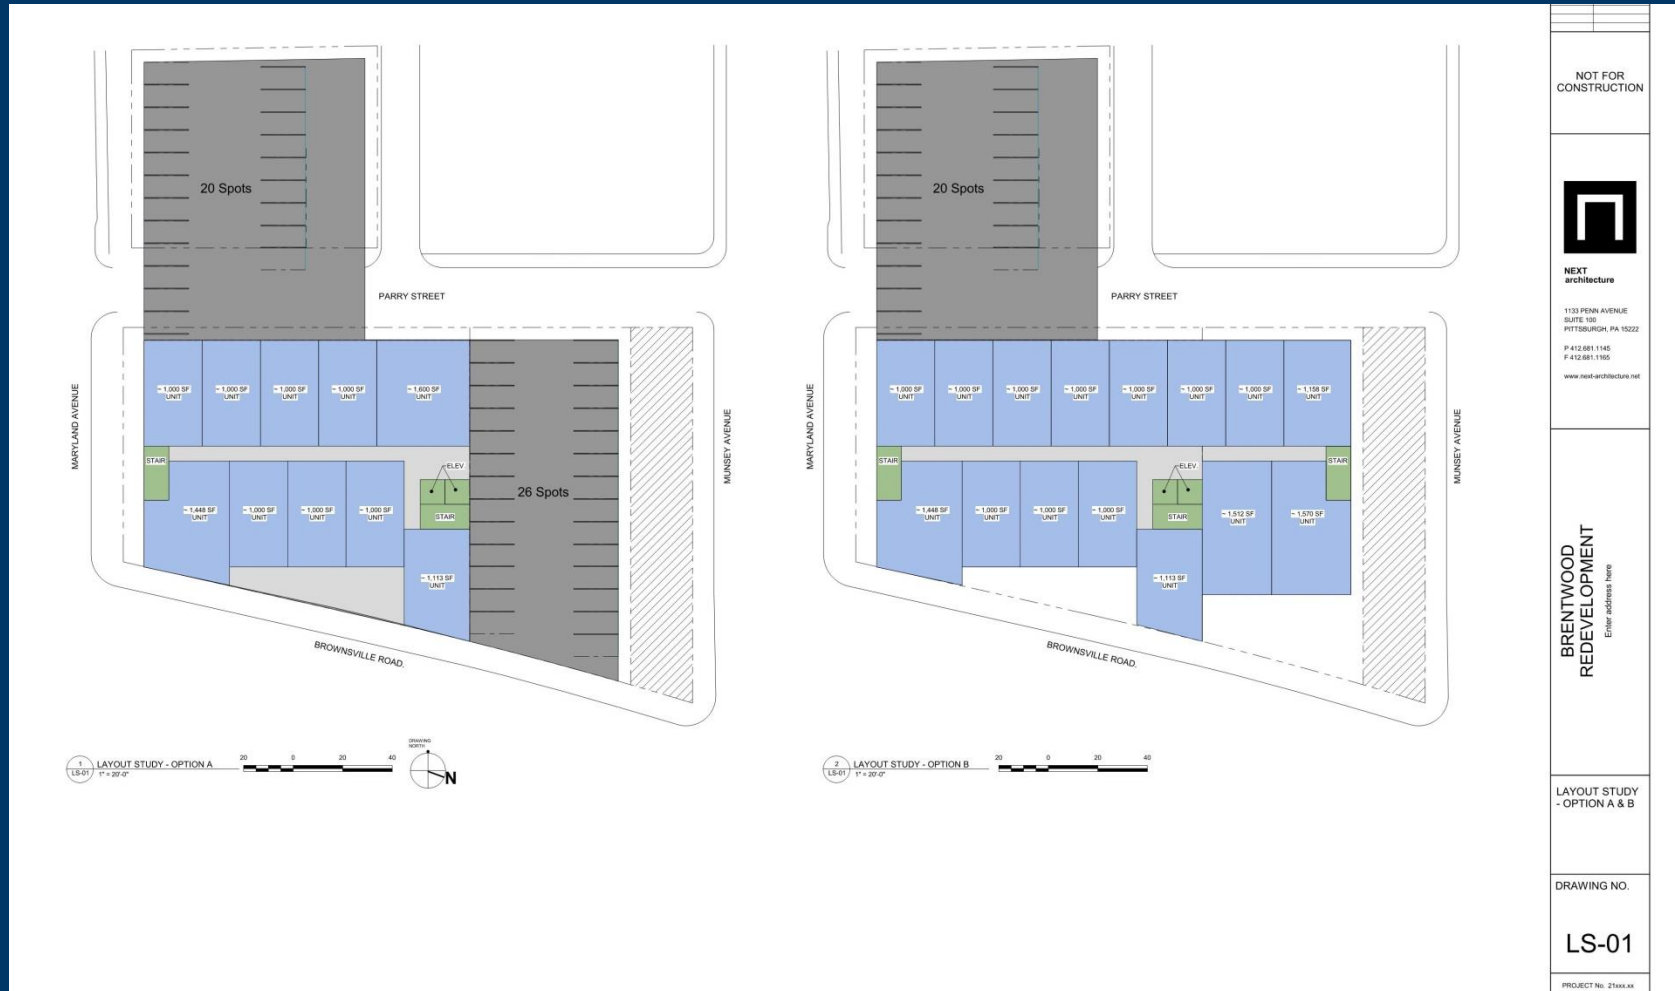 20 Spots
PARRY STREET
MARYLAND AVENUE
~ 1,000 SF
UNIT
~ 1,000 SF
UNIT
~ 1,000 SF
UNIT
~ 1,000 SF
UNIT
~ 1,600 SF
UNIT
STAIR
ELEV.
~ 1,448 SF
UNIT
~ 1,000 SF
UNIT
~ 1,000 SF
UNIT
~ 1,000 SF
UNIT
STAIR
~ 1,113 SF
UNIT
26 Spots
MUNSEY AVENUE
BROWNSVILLE ROAD.
1
LS-01
LAYOUT STUDY - OPTION A
1" = 20'-0"
20 0 20 40
DRAWING
NORTH
N
20 Spots
PARRY STREET
MARYLAND AVENUE
~ 1,000 SF
UNIT
~ 1,000 SF
UNIT
~ 1,000 SF
UNIT
~ 1,000 SF
UNIT
~ 1,000 SF
UNIT
~ 1,000 SF
UNIT
~ 1,000 SF
UNIT
~ 1,158 SF
UNIT
STAIR
ELEV.
STAIR
~ 1,448 SF
UNIT
~ 1,000 SF
UNIT
~ 1,000 SF
UNIT
~ 1,000 SF
UNIT
STAIR
~ 1,512 SF
UNIT
~ 1,570 SF
UNIT
~ 1,113 SF
UNIT
MUNSEY AVENUE
BROWNSVILLE ROAD.
2
LS-01
LAYOUT STUDY - OPTION B
1" = 20'-0"
20 0 20 40
NOT FOR
CONSTRUCTION
NEXT
architecture
1133 PENN AVENUE
SUITE 100
PITTSBURGH, PA 15222
P 412.681.1145
F 412.681.1165
www.next-architecture.net
BRENTWOOD
REDEVELOPMENT
Enter address here
LAYOUT STUDY
- OPTION A & B
DRAWING NO.
LS-01
PROJECT No. 21xxx.xx